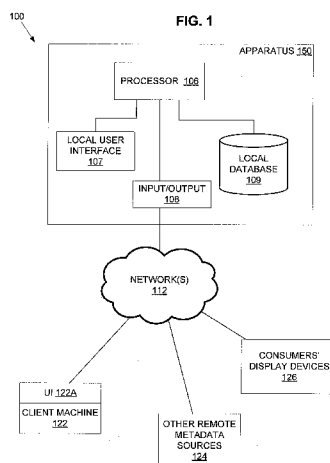 FIG. 1
100
APPARATUS 150
PROCESSOR 106
LOCAL USER
INTERFACE
107
LOCAL
DATABASE
109
INPUT/OUTPUT
108
NETWORK(S)
112
CONSUMERS'
DISPLAY DEVICES
126
UI 122A
CLIENT MACHINE
122
OTHER REMOTE
METADATA
SOURCES
124